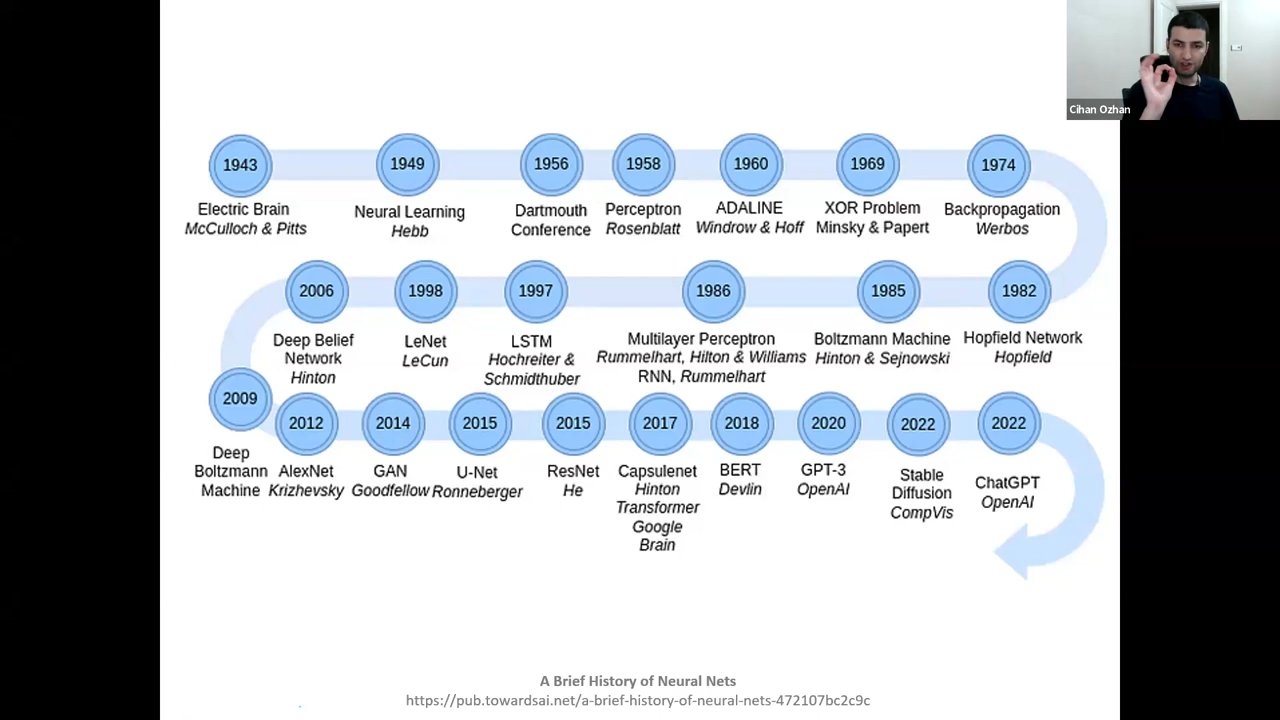 Cihan Ozhan
1943
1949
1956
1958
1960
1969
1974
Electric Brain
McCulloch & Pitts
Neural Learning
Hebb
Dartmouth
Conference
Perceptron
Rosenblatt
ADALINE
Windrow & Hoff
XOR Problem
Minsky & Papert
Backpropagation
Werbos
2006
1998
1997
1986
1985
1982
Deep Belief
Network
Hinton
LeNet
LeCun
LSTM
Hochreiter &
Schmidthuber
Multilayer Perceptron
Rummelhart, Hilton & Williams
RNN, Rummelhart
Boltzmann Machine
Hinton & Sejnowski
Hopfield Network
Hopfield
2009
2012
2014
2015
2015
2017
2018
2020
2022
2022
Deep
Boltzmann
Machine
AlexNet
Krizhevsky
GAN
Goodfellow
U-Net
Ronneberger
ResNet
He
Capsulenet
Hinton
Transformer
Google
Brain
BERT
Devlin
GPT-3
OpenAI
Stable
Diffusion
CompVis
ChatGPT
OpenAI
A Brief History of Neural Nets
https://pub.towardsai.net/a-brief-history-of-neural-nets-472107bc2c9c